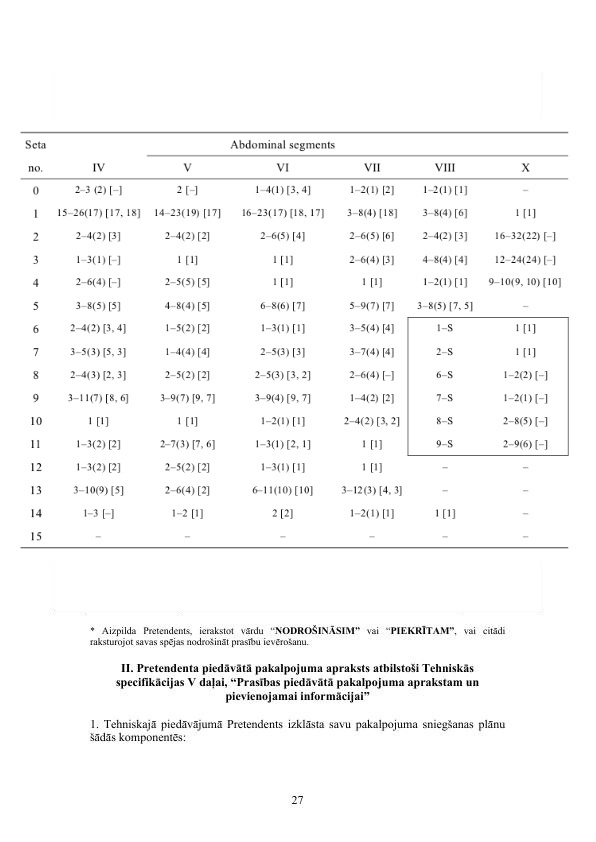 Seta Abdominal segments
no. IV V VI VII VIII X
0 2–3 (2) [–] 2 [–] 1–4(1) [3, 4] 1–2(1) [2] 1–2(1) [1] –
1 15–26(17) [17, 18] 14–23(19) [17] 16–23(17) [18, 17] 3–8(4) [18] 3–8(4) [6] 1 [1]
2 2–4(2) [3] 2–4(2) [2] 2–6(5) [4] 2–6(5) [6] 2–4(2) [3] 16–32(22) [–]
3 1–3(1) [–] 1 [1] 1 [1] 2–6(4) [3] 4–8(4) [4] 12–24(24) [–]
4 2–6(4) [–] 2–5(5) [5] 1 [1] 1 [1] 1–2(1) [1] 9–10(9, 10) [10]
5 3–8(5) [5] 4–8(4) [5] 6–8(6) [7] 5–9(7) [7] 3–8(5) [7, 5] –
6 2–4(2) [3, 4] 1–5(2) [2] 1–3(1) [1] 3–5(4) [4] 1–S 1 [1]
7 3–5(3) [5, 3] 1–4(4) [4] 2–5(3) [3] 3–7(4) [4] 2–S 1 [1]
8 2–4(3) [2, 3] 2–5(2) [2] 2–5(3) [3, 2] 2–6(4) [–] 6–S 1–2(2) [–]
9 3–11(7) [8, 6] 3–9(7) [9, 7] 3–9(4) [9, 7] 1–4(2) [2] 7–S 1–2(1) [–]
10 1 [1] 1 [1] 1–2(1) [1] 2–4(2) [3, 2] 8–S 2–8(5) [–]
11 1–3(2) [2] 2–7(3) [7, 6] 1–3(1) [2, 1] 1 [1] 9–S 2–9(6) [–]
12 1–3(2) [2] 2–5(2) [2] 1–3(1) [1] 1 [1] – –
13 3–10(9) [5] 2–6(4) [2] 6–11(10) [10] 3–12(3) [4, 3] – –
14 1–3 [–] 1–2 [1] 2 [2] 1–2(1) [1] 1 [1] –
15 – – – – – –
* Aizpilda Pretendents, ierakstot vārdu “NODROŠINĀSIM” vai “PIEKRĪTAM”, vai citādi
raksturojot savas spējas nodrošināt prasību ievērošanu.
II. Pretendenta piedāvātā pakalpojuma apraksts atbilstoši Tehniskās
specifikācijas V daļai, “Prasības piedāvātā pakalpojuma aprakstam un
pievienojamai informācijai”
1. Tehniskajā piedāvājumā Pretendents izklāsta savu pakalpojuma sniegšanas plānu
šādās komponentēs:
27